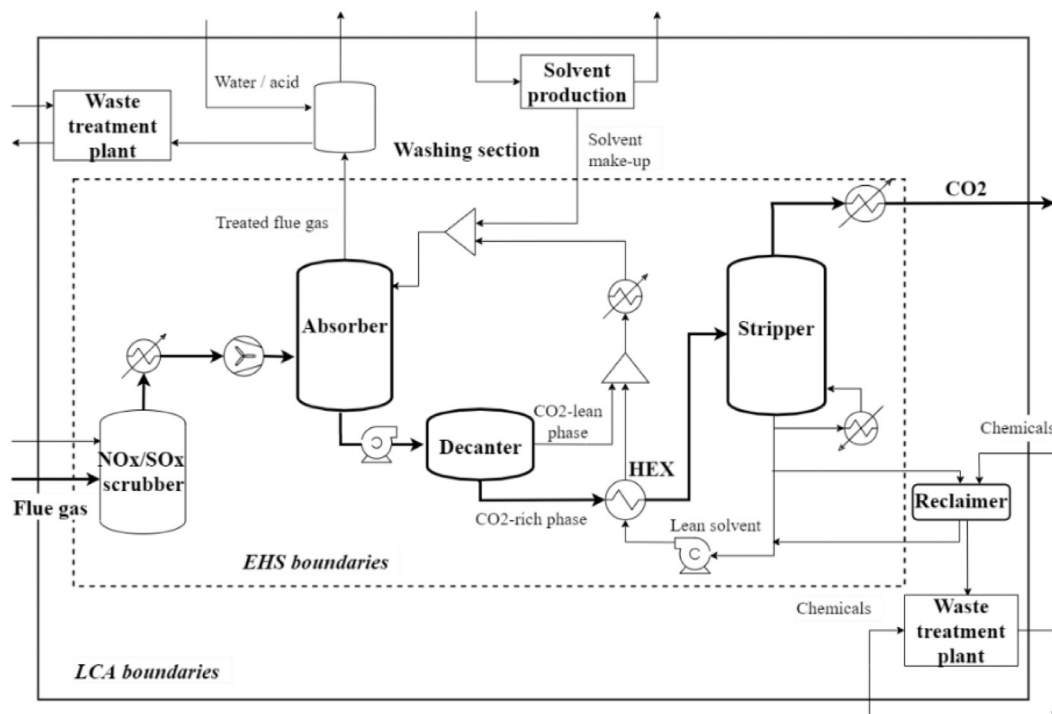 Water / acid
Solvent
production
Waste
treatment
plant
Washing section
Solvent
make-up
CO2
Treated flue gas
Absorber
Stripper
CO2-lean
phase
Decanter
HEX
Chemicals
NOx/SOx
scrubber
Reclaimer
Flue gas
CO2-rich phase
Lean solvent
EHS boundaries
Chemicals
Waste
treatment
plant
LCA boundaries